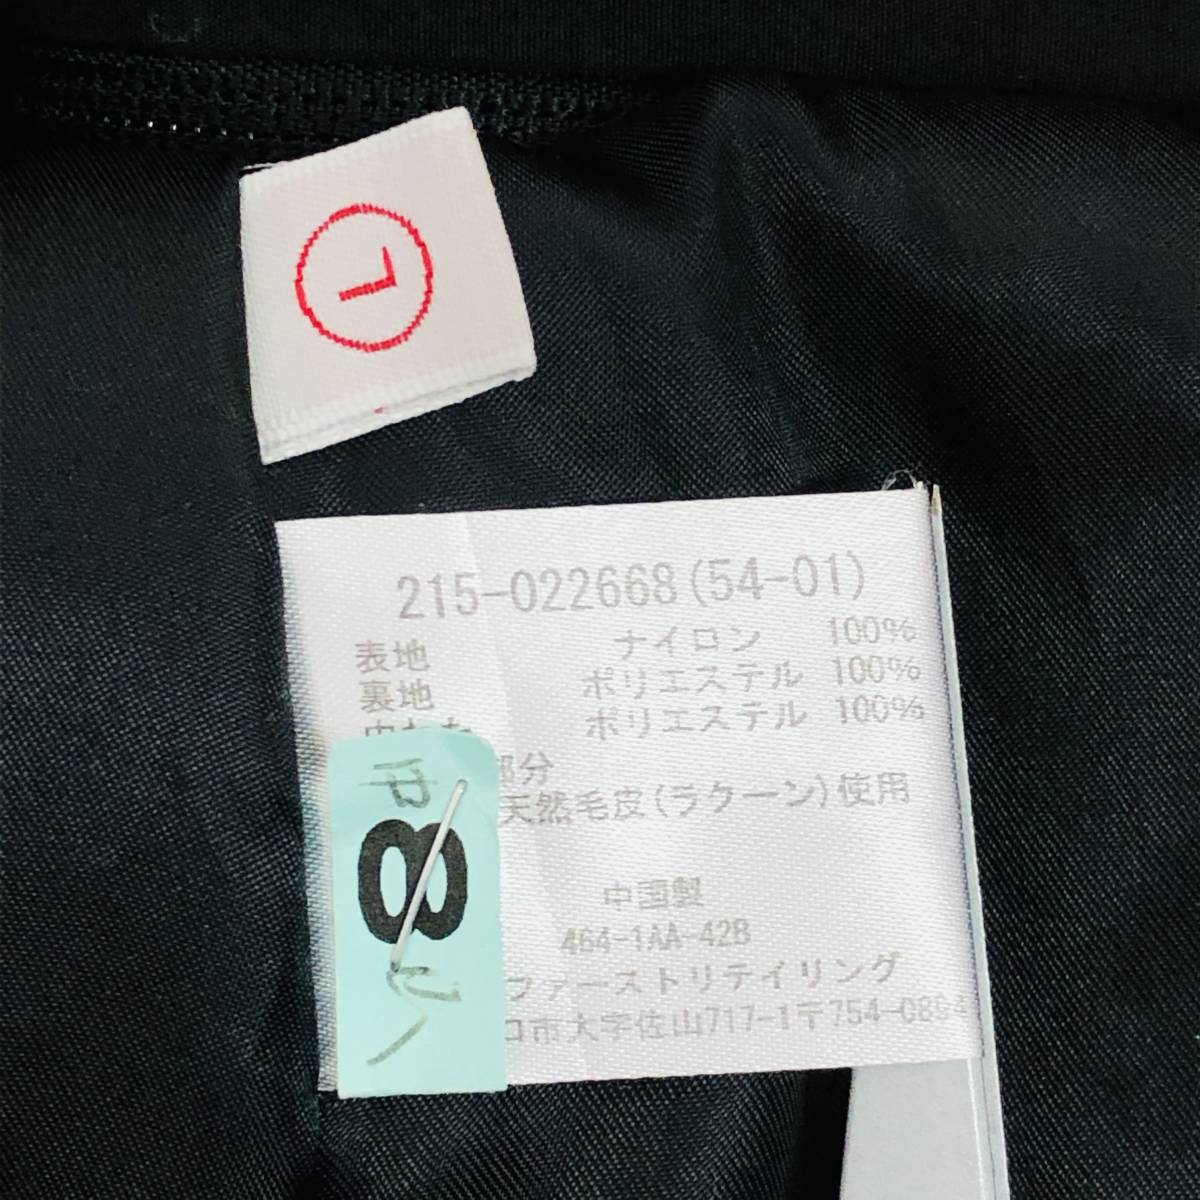 L
215-022668(54-01)
表地 ナイロン 100%
裏地 ポリエステル 100%
ポリエステル 100%
部分
天然毛皮(ラクーン)使用
8
中国製
464-1AA-42B
ファーストリテイリング
市大字佐山717-1〒754-0894